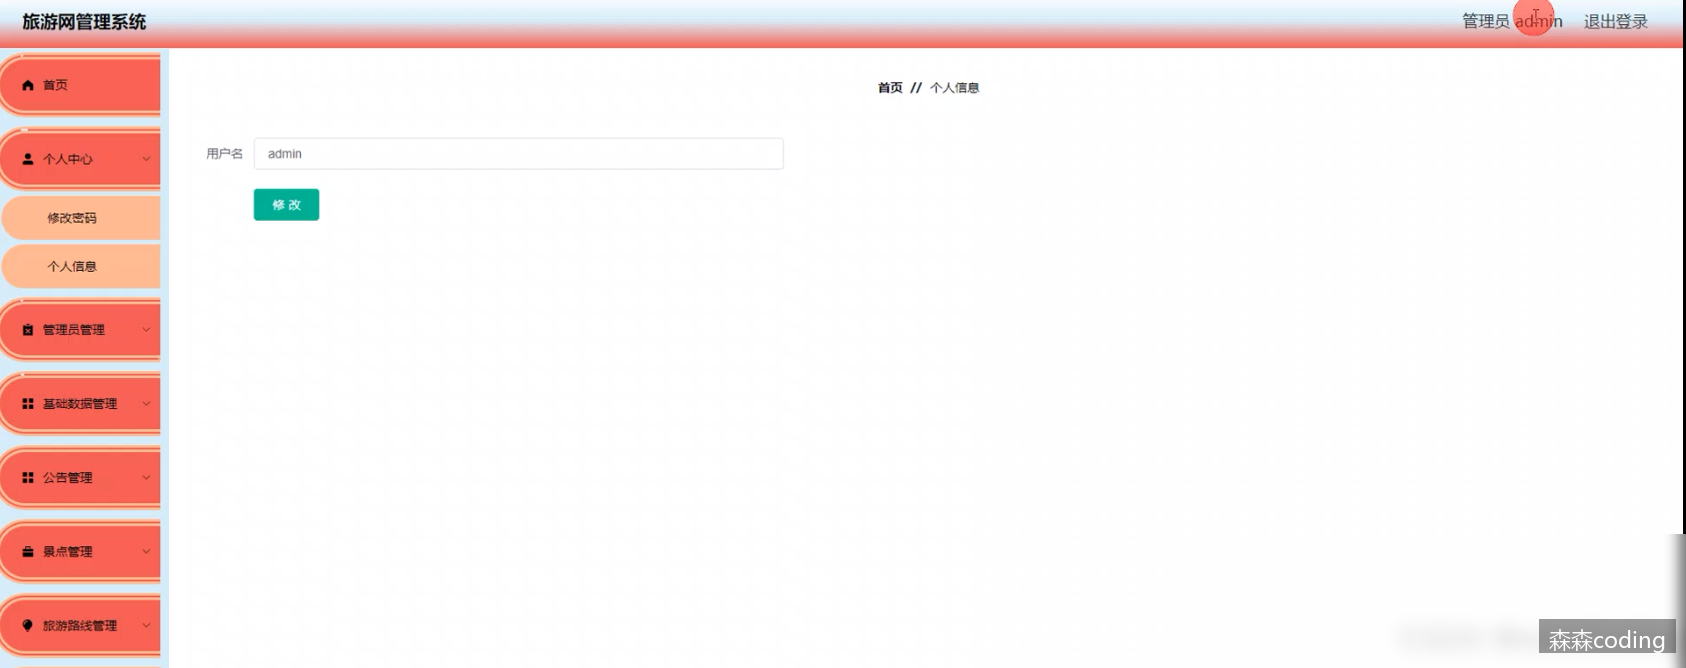 旅游网管理系统
管理员 admin 退出登录
首页
首页 // 个人信息
个人中心
用户名 admin
修 改
修改密码
个人信息
管理员管理
基础数据管理
公告管理
景点管理
旅游路线管理
森森coding